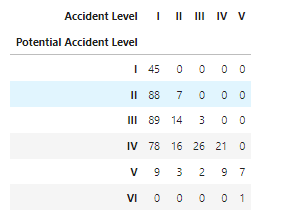 Accident Level I II III IV V
Potential Accident Level
I 45 0 0 0 0
II 88 7 0 0 0
III 89 14 3 0 0
IV 78 16 26 21 0
V 9 3 2 9 7
VI 0 0 0 0 1